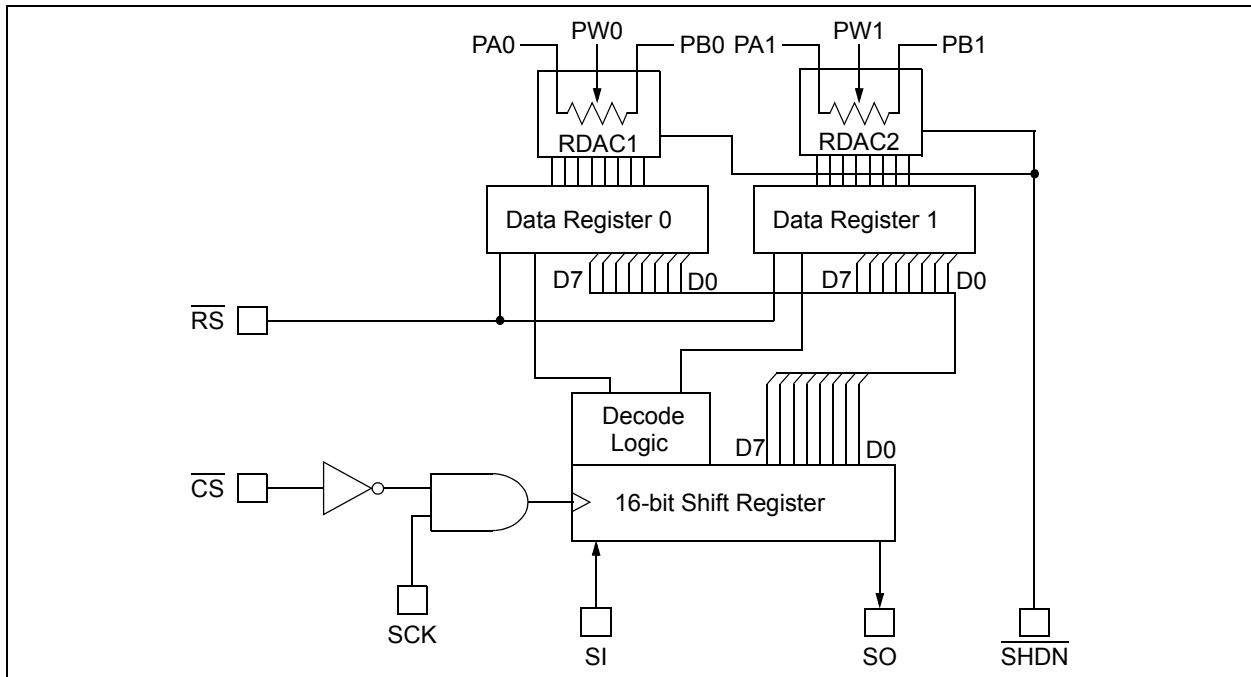 PA0 PW0 PB0 PA1 PW1 PB1
RDAC1 RDAC2
Data Register 0 Data Register 1
D7 D0 D7 D0
RS
Decode
Logic
D7 D0
CS
16-bit Shift Register
SCK
SI SO SHDN